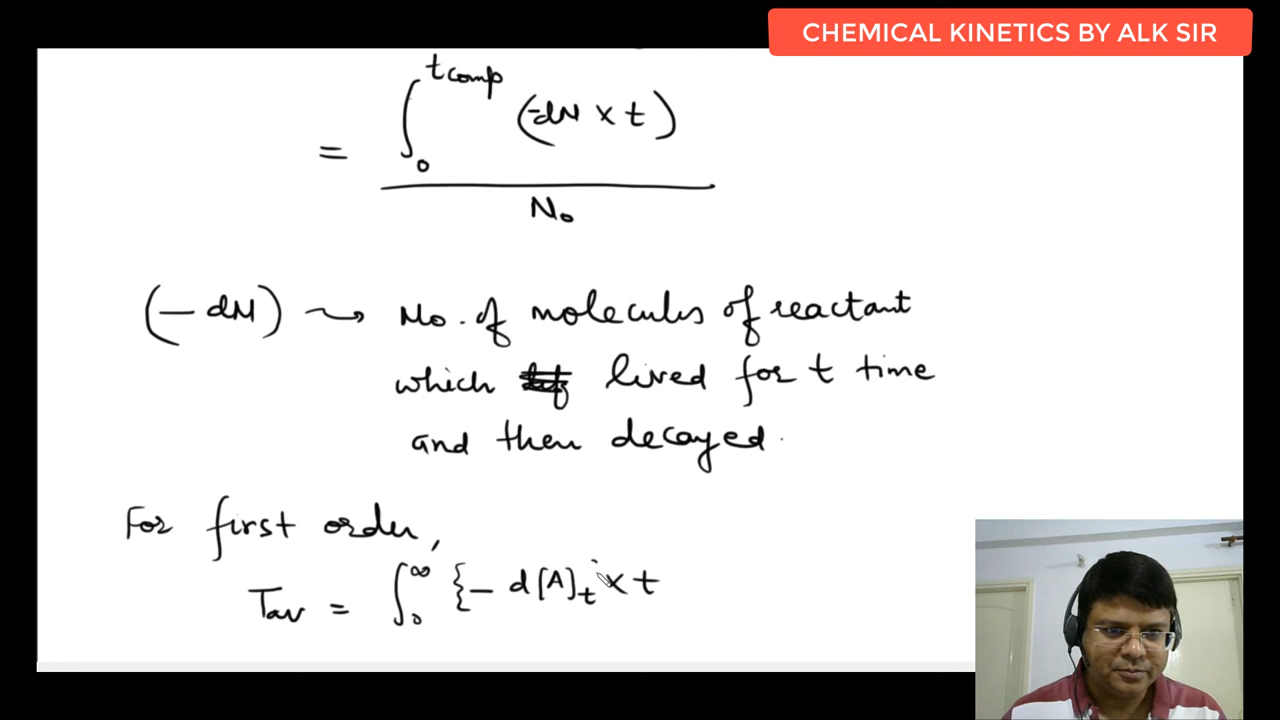 CHEMICAL KINETICS BY ALK SIR
= ∫₀^tcomp (-dN × t) / N₀
(- dN) ⇝ No. of molecules of reactant
which lived for t time
and then decayed.
For first order,
Tav = ∫₀^∞ {- d[A]t × t